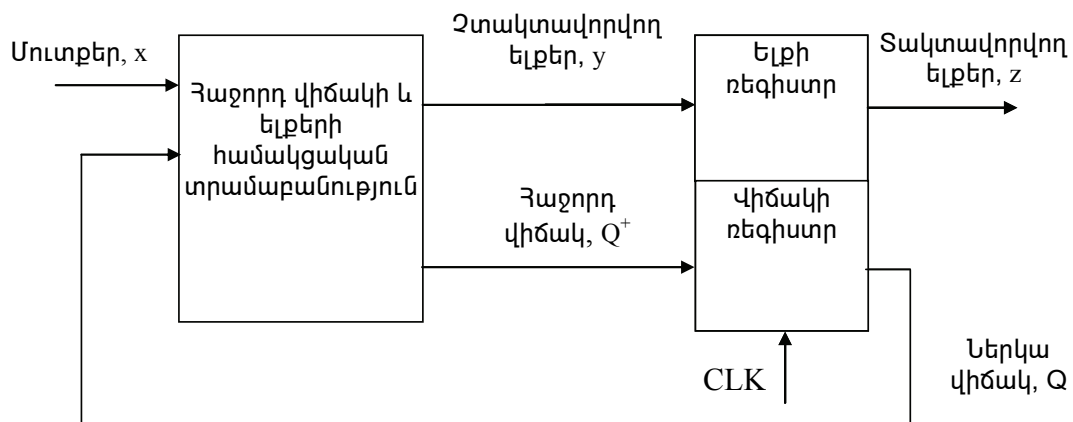 Մուտքեր, x
Հաջորդ վիճակի և
ելքերի
համակցական
տրամաբանություն
Չտակտավորվող
ելքեր, y
Հաջորդ
վիճակ, Q⁺
Ելքի
ռեգիստր
Վիճակի
ռեգիստր
Տակտավորվող
ելքեր, z
CLK
Ներկա
վիճակ, Q